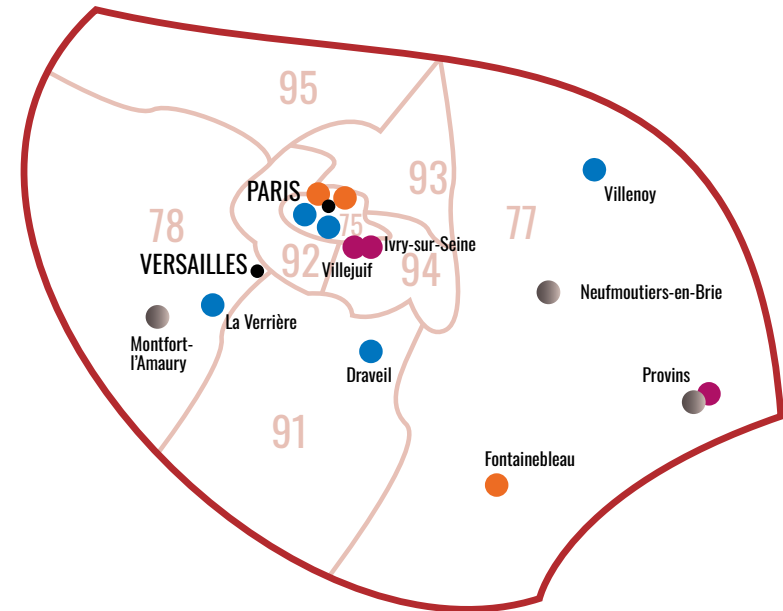 95
93
Villenoy
PARIS
78
75
77
Ivry-sur-Seine
VERSAILLES
92
Villejuif
94
Neufmoutiers-en-Brie
La Verrière
Montfort-
l'Amaury
Draveil
Provins
91
Fontainebleau